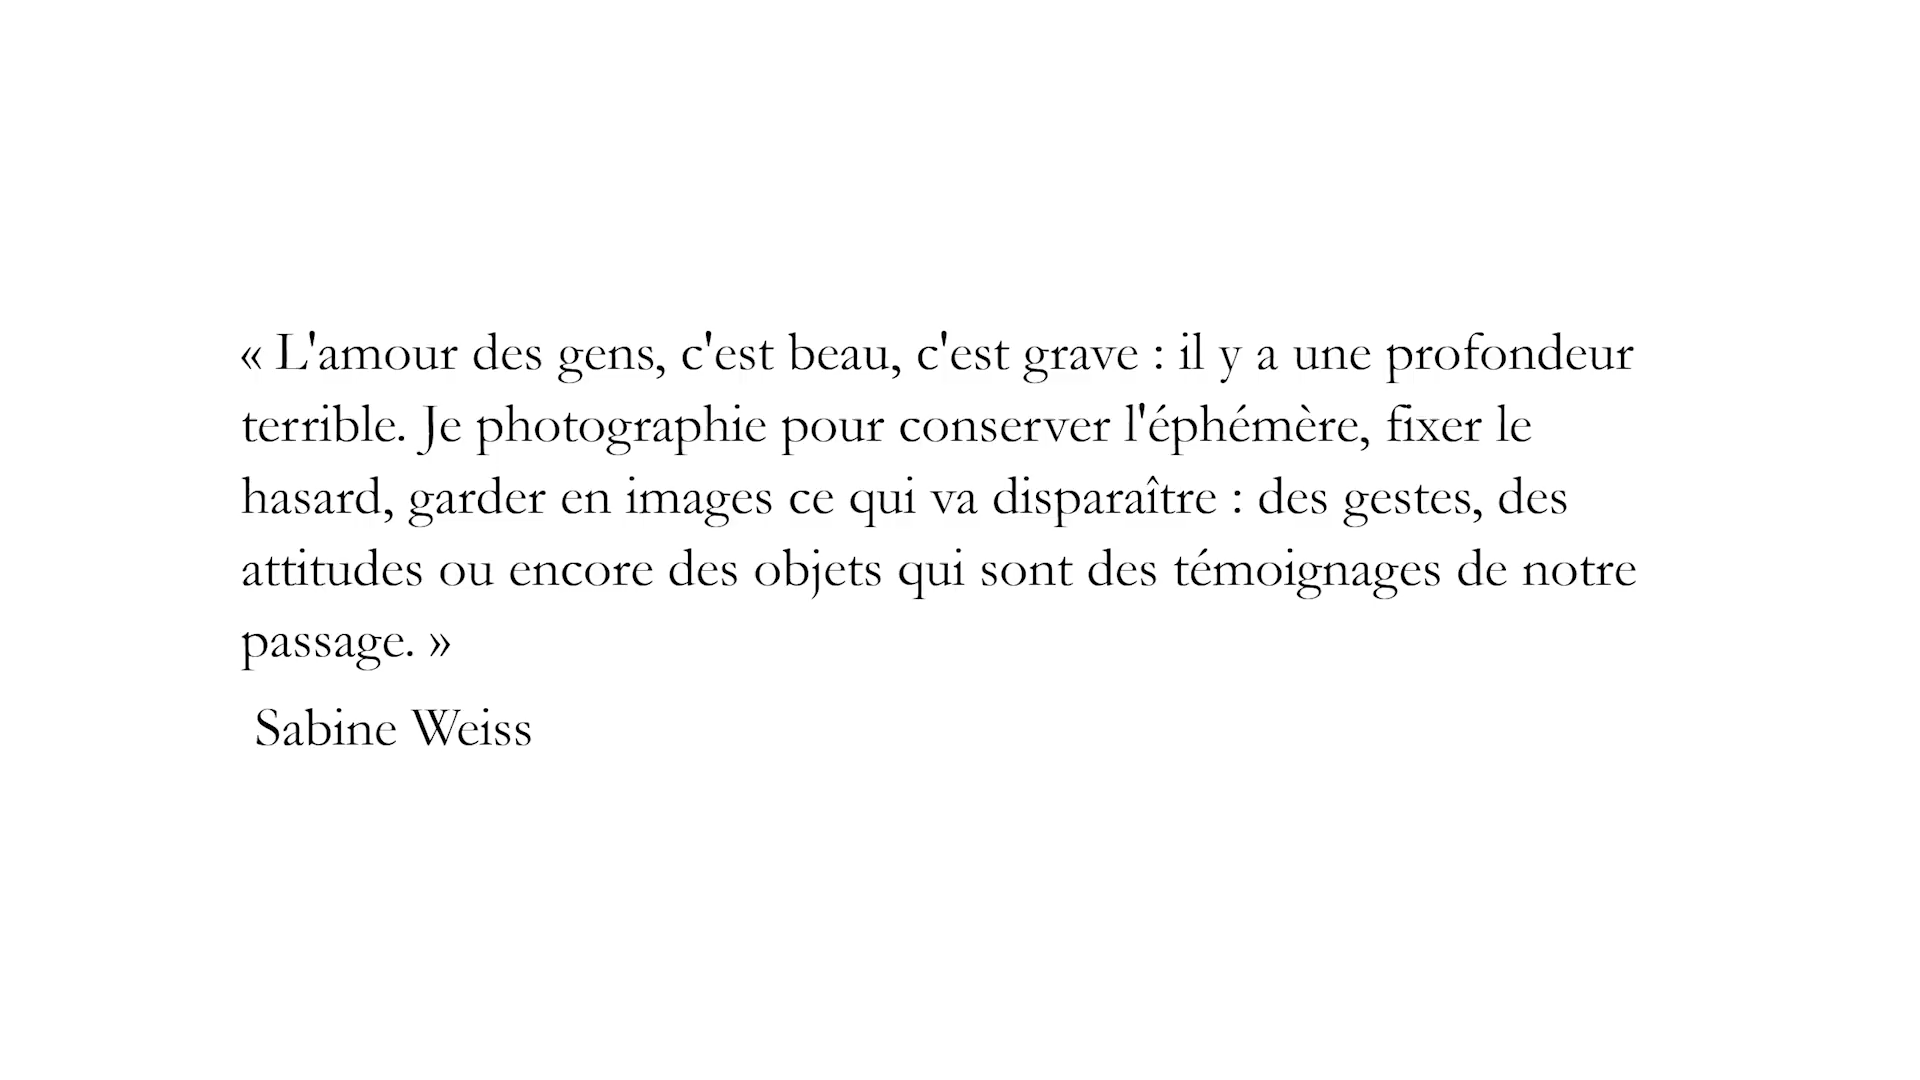 « L'amour des gens, c'est beau, c'est grave : il y a une profondeur
terrible. Je photographie pour conserver l'éphémère, fixer le
hasard, garder en images ce qui va disparaître : des gestes, des
attitudes ou encore des objets qui sont des témoignages de notre
passage. »
Sabine Weiss